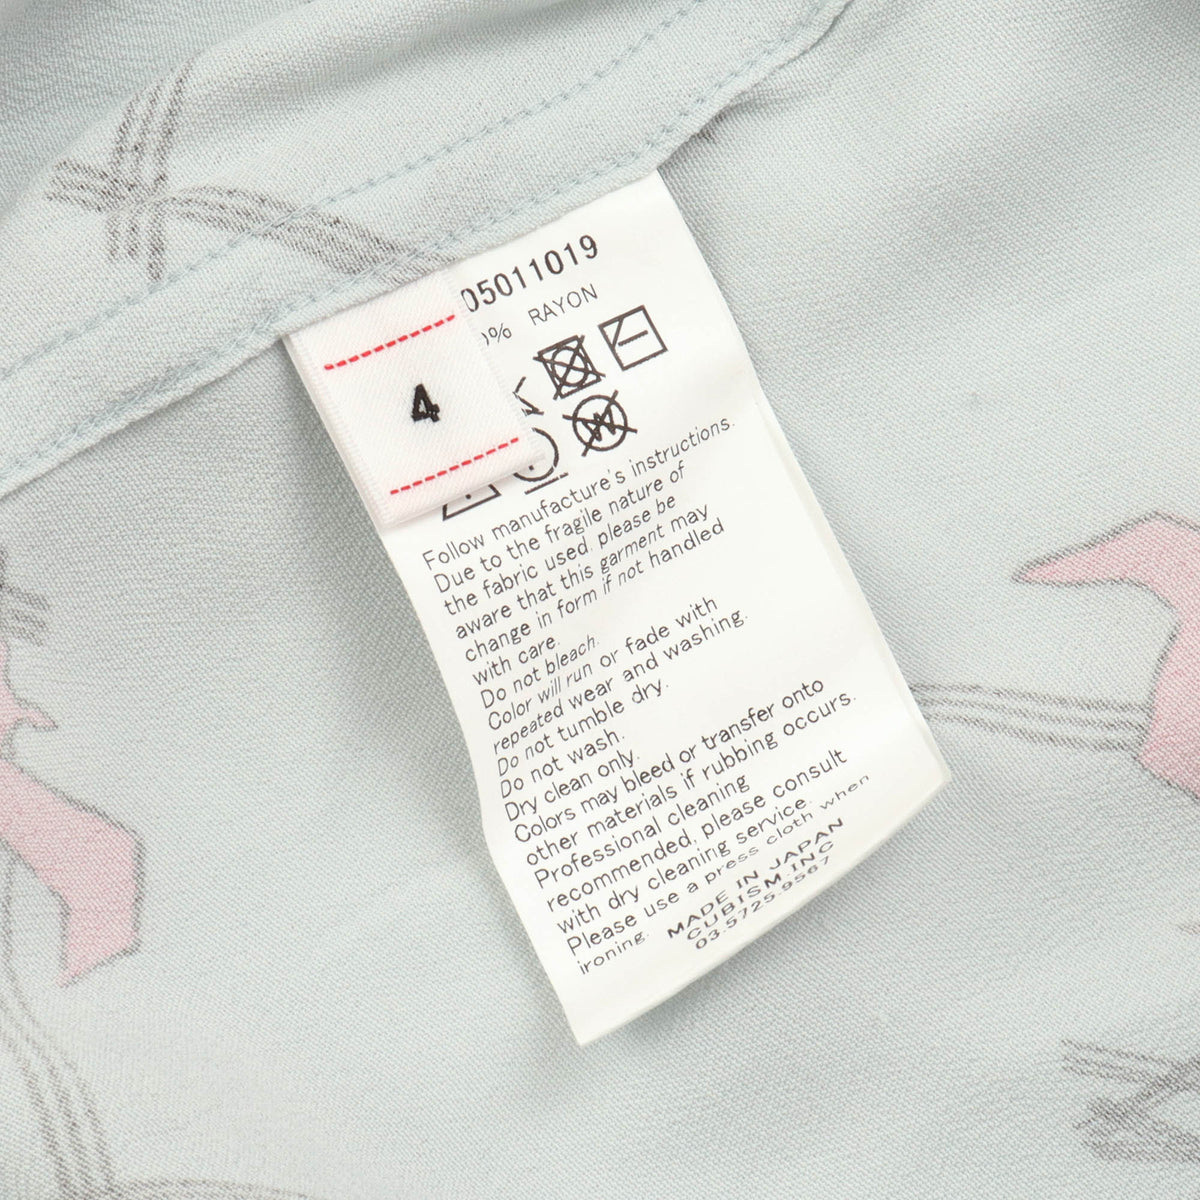 05011019
0% RAYON
4
Follow manufacture's instructions.
Due to the fragile nature of
the fabric used, please be
aware that this garment may
change in form if not handled
with care.
Do not bleach.
Color will run or fade with
repeated wear and washing.
Do not tumble dry.
Do not wash.
Dry clean only.
Colors may bleed or transfer onto
other materials if rubbing occurs.
Professional cleaning
recommended, please consult
with dry cleaning service.
Please use a press cloth when
ironing.
MADE IN JAPAN
CUBISM.INC
03.5725.9567